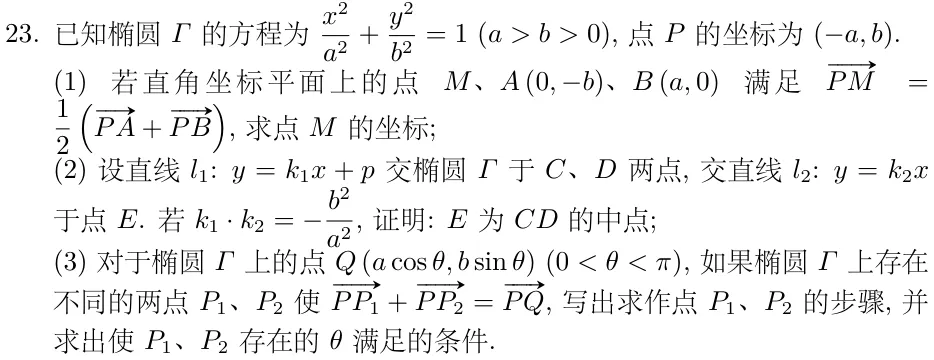 23. 已知椭圆 Γ 的方程为 x²/a² + y²/b² = 1 (a > b > 0), 点 P 的坐标为 (−a, b).
(1) 若直角坐标平面上的点 M、A (0, −b)、B (a, 0) 满足 \overrightarrow{PM} =
1/2 (\overrightarrow{PA} + \overrightarrow{PB}), 求点 M 的坐标;
(2) 设直线 l₁: y = k₁x + p 交椭圆 Γ 于 C、D 两点, 交直线 l₂: y = k₂x
于点 E. 若 k₁ · k₂ = −b²/a², 证明: E 为 CD 的中点;
(3) 对于椭圆 Γ 上的点 Q (a cos θ, b sin θ) (0 < θ < π), 如果椭圆 Γ 上存在
不同的两点 P₁、P₂ 使 \overrightarrow{PP₁} + \overrightarrow{PP₂} = \overrightarrow{PQ}, 写出求作点 P₁、P₂ 的步骤, 并
求出使 P₁、P₂ 存在的 θ 满足的条件.